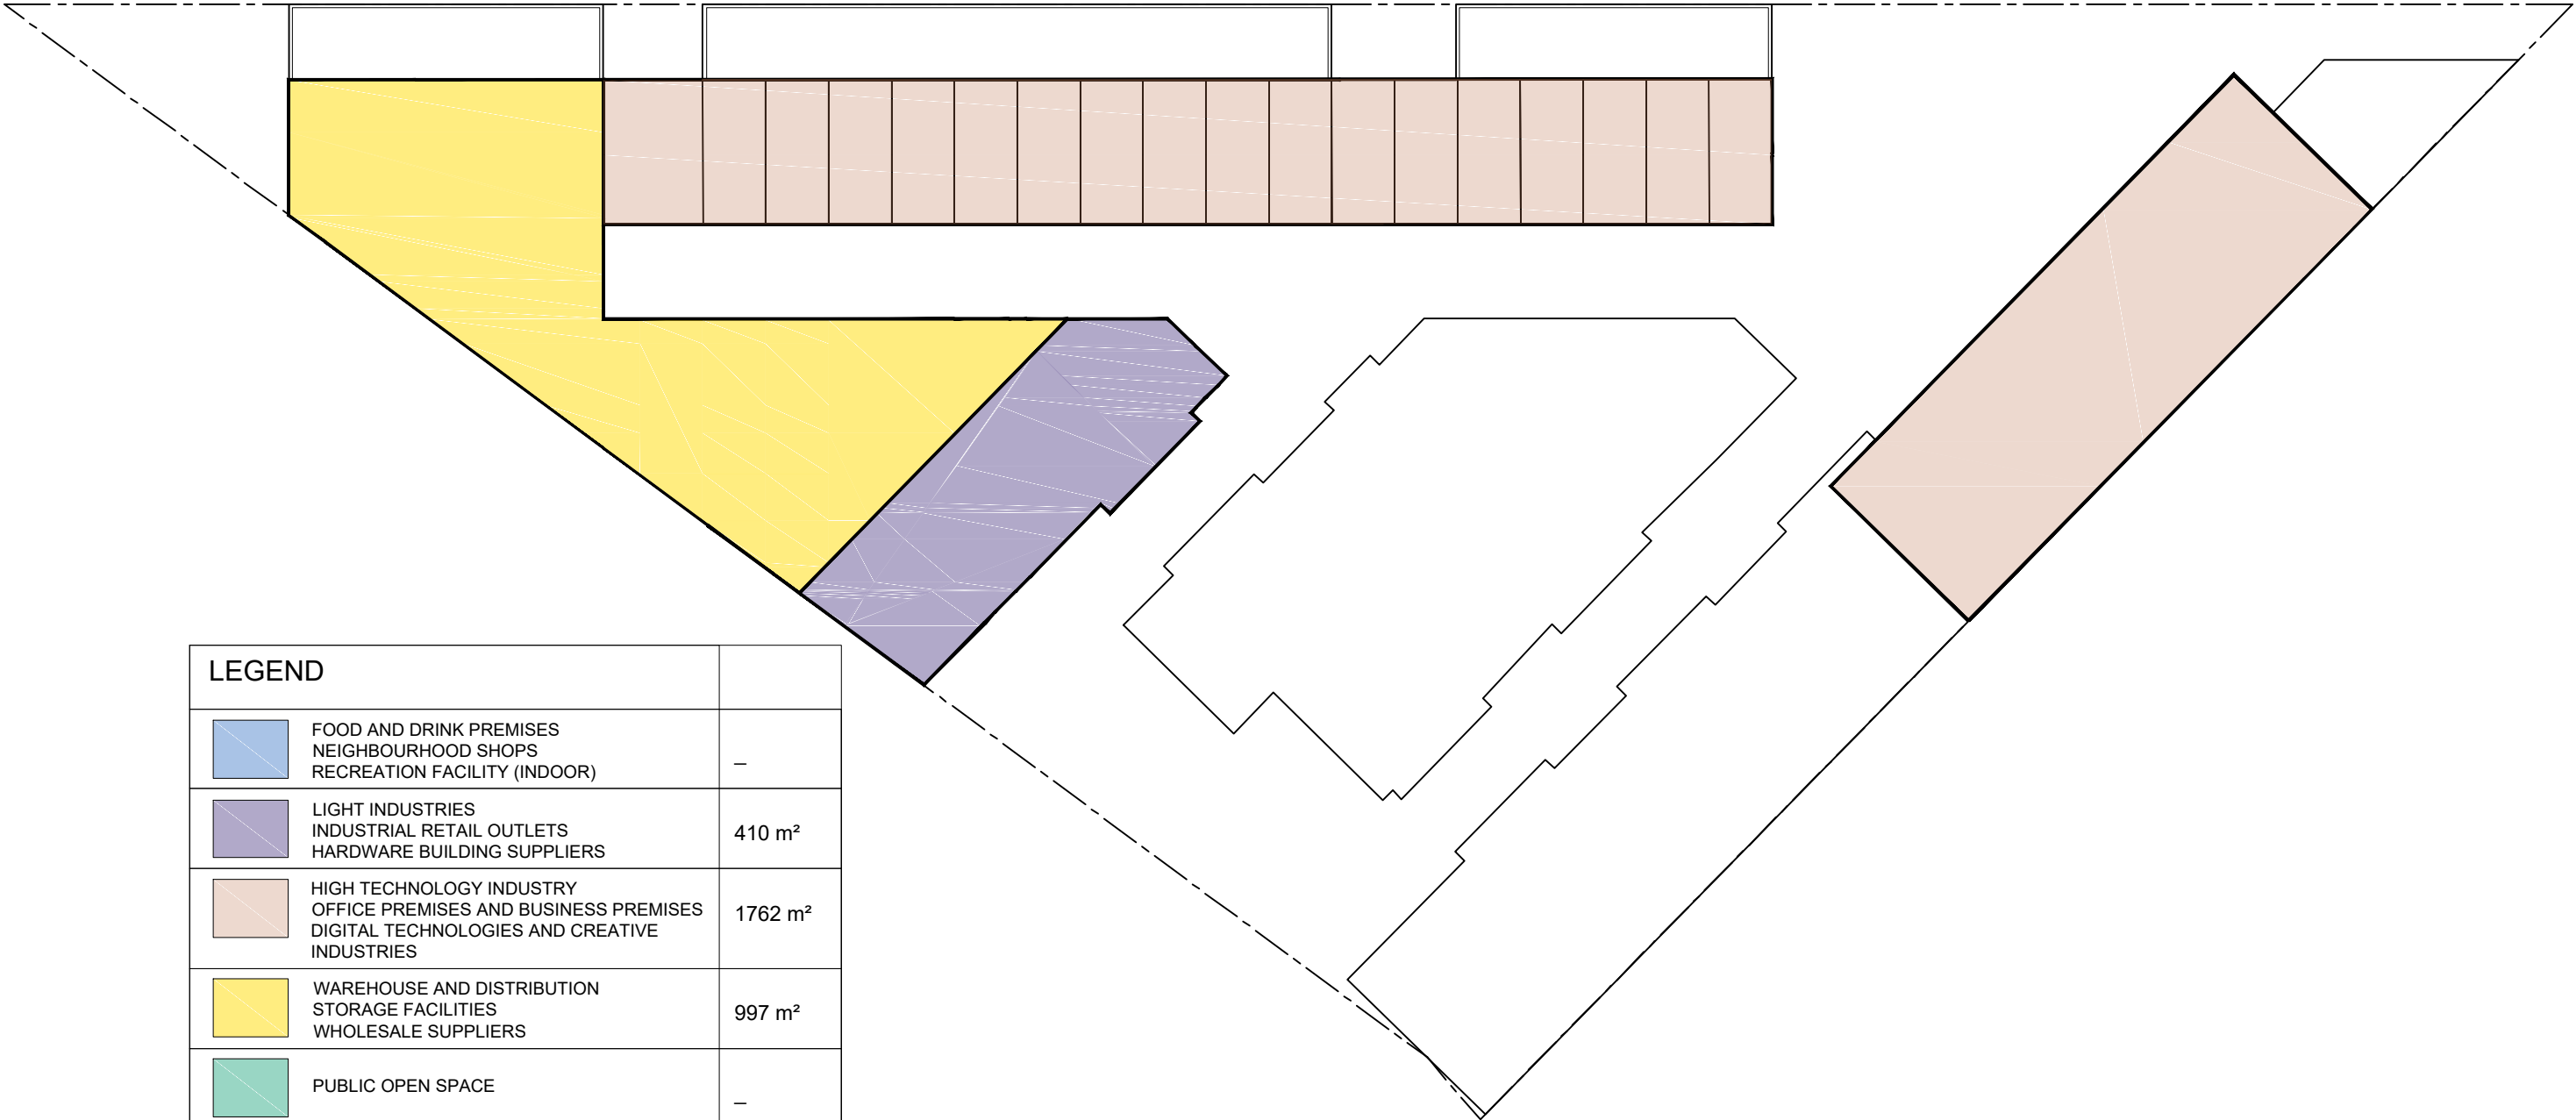 LEGEND
FOOD AND DRINK PREMISES
NEIGHBOURHOOD SHOPS
RECREATION FACILITY (INDOOR)
–
LIGHT INDUSTRIES
INDUSTRIAL RETAIL OUTLETS
HARDWARE BUILDING SUPPLIERS
410 m²
HIGH TECHNOLOGY INDUSTRY
OFFICE PREMISES AND BUSINESS PREMISES
DIGITAL TECHNOLOGIES AND CREATIVE
INDUSTRIES
1762 m²
WAREHOUSE AND DISTRIBUTION
STORAGE FACILITIES
WHOLESALE SUPPLIERS
997 m²
PUBLIC OPEN SPACE
–